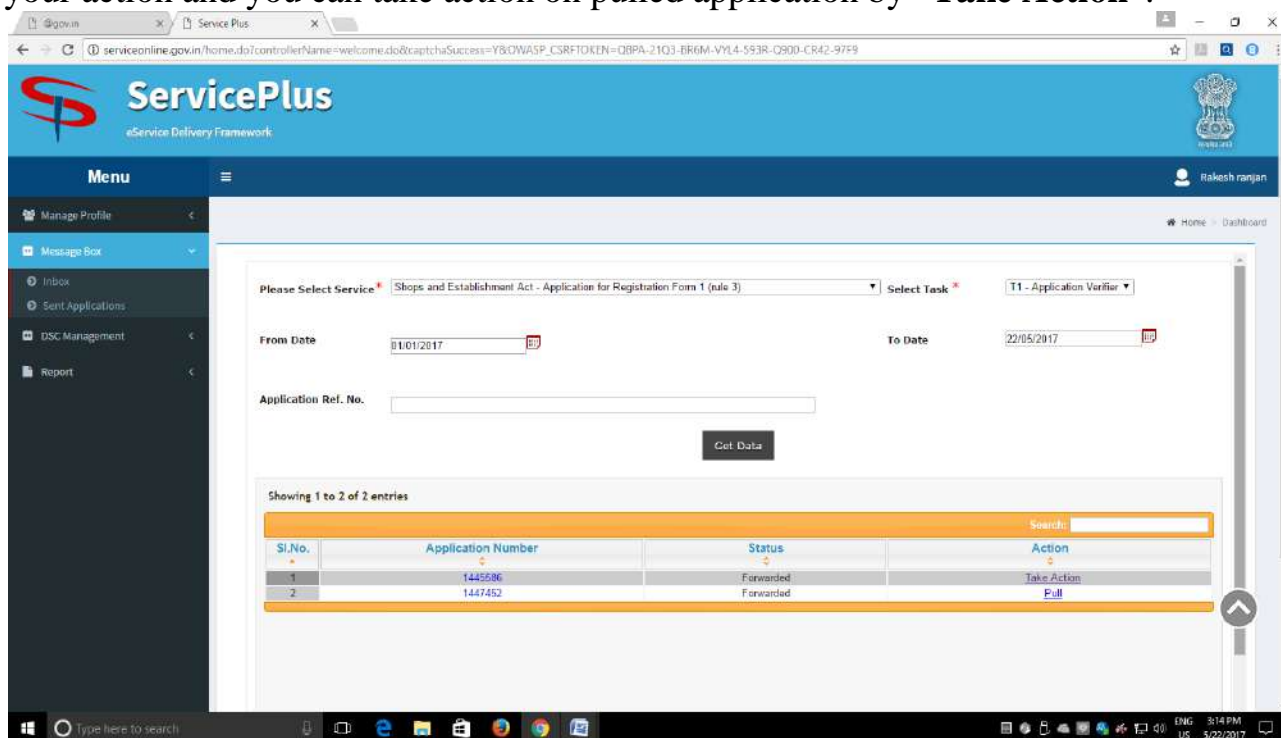 your action and you can take action on pulled application by "Take Action".
@gov.in
Service Plus
serviceonline.gov.in/home.do?controllerName=welcome.do&captchaSuccess=Y&OWASP_CSRFTOKEN=QBPA-21Q3-BR6M-VYL4-593R-Q900-CR42-97F9
ServicePlus
eService Delivery Framework
Menu
Rakesh ranjan
Manage Profile
Home > Dashboard
Message Box
Inbox
Please Select Service* Shops and Establishment Act - Application for Registration Form 1 (rule 3) Select Task * T1 - Application Verifier
Sent Applications
DSC Management
From Date 01/01/2017 To Date 22/05/2017
Report
Application Ref. No.
Get Data
Showing 1 to 2 of 2 entries
Search:
Sl.No. Application Number Status Action
1 1445686 Forwarded Take Action
2 1447452 Forwarded Pull
Type here to search
ENG 3:14 PM
US 5/22/2017